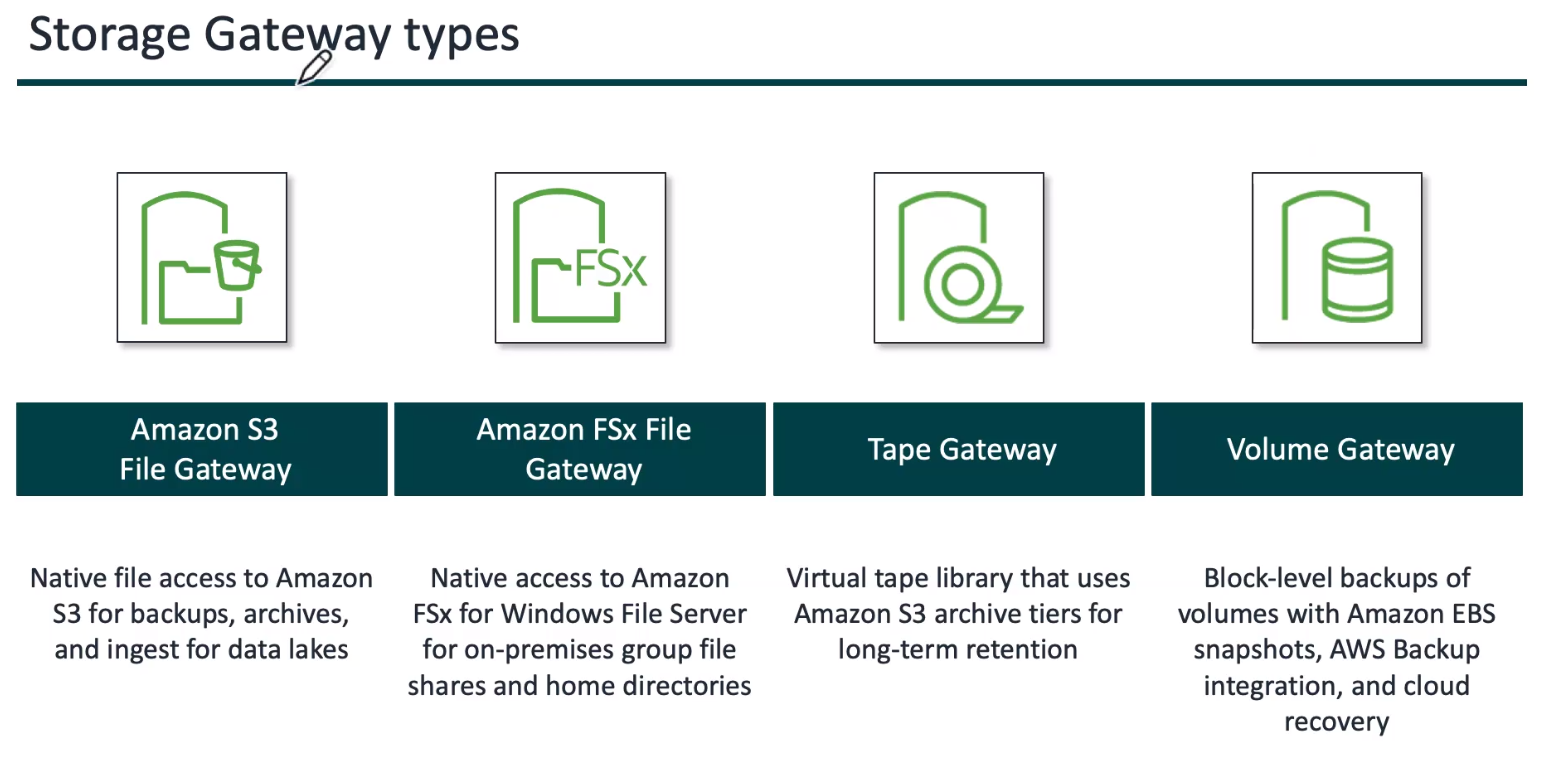 Storage Gateway types
FSx
Amazon S3
File Gateway
Amazon FSx File
Gateway
Tape Gateway
Volume Gateway
Native file access to Amazon
S3 for backups, archives,
and ingest for data lakes
Native access to Amazon
FSx for Windows File Server
for on-premises group file
shares and home directories
Virtual tape library that uses
Amazon S3 archive tiers for
long-term retention
Block-level backups of
volumes with Amazon EBS
snapshots, AWS Backup
integration, and cloud
recovery